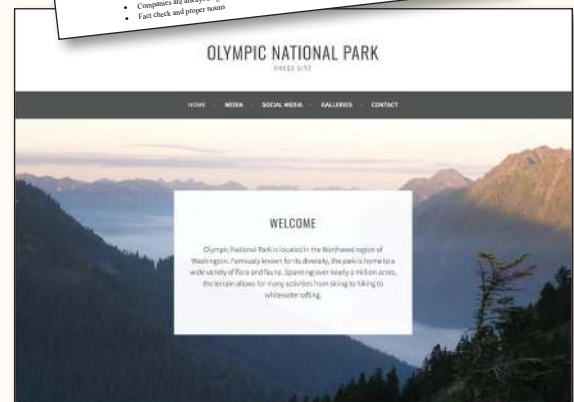 • Companies are always
• Fact check and proper nouns
OLYMPIC NATIONAL PARK
PRESS SITE
HOME
MEDIA
SOCIAL MEDIA
GALLERIES
CONTACT
WELCOME
Olympic National Park is located in the Northwest region of
Washington. Famously known for its diversity, the park is home to a
wide variety of flora and fauna. Spanning over nearly a million acres,
the terrain allows for many activities from skiing to hiking to
whitewater rafting.